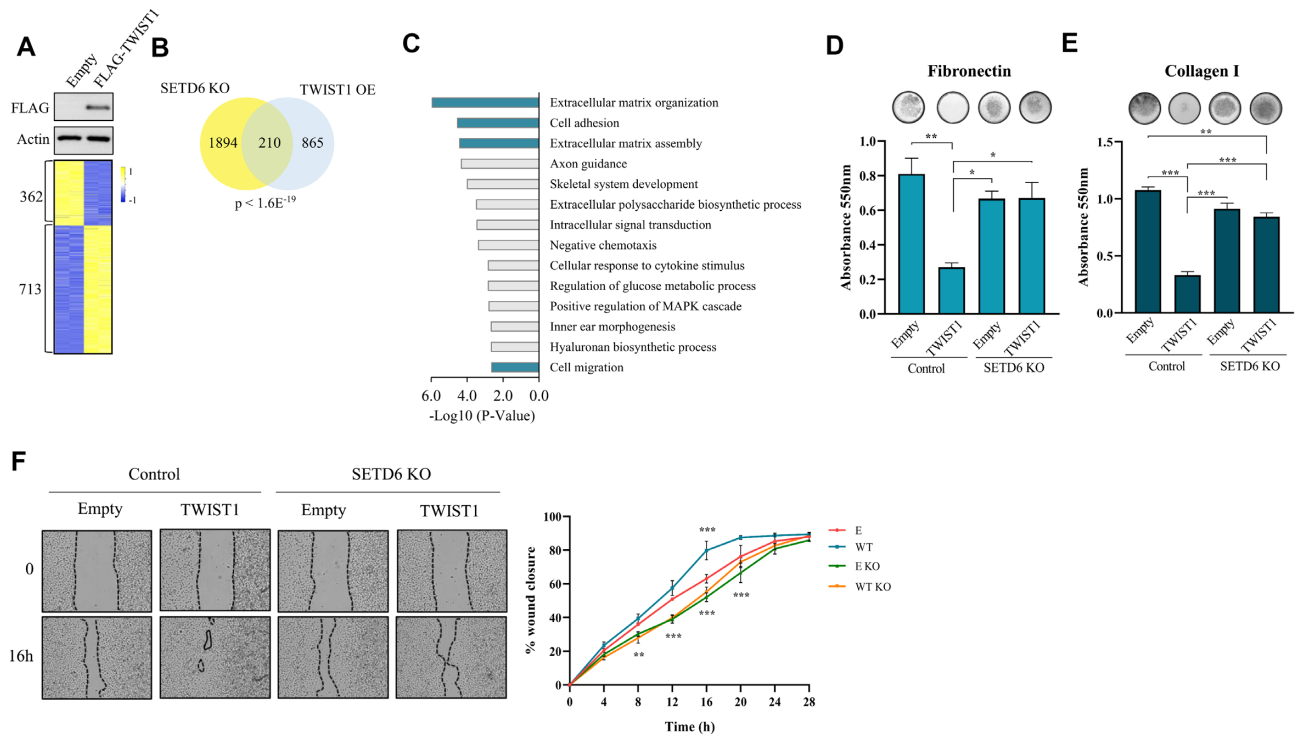 A
Empty
FLAG-TWIST1
FLAG
Actin
362
713
1
-1
B
SETD6 KO
TWIST1 OE
1894
210
865
p < 1.6E-19
C
Extracellular matrix organization
Cell adhesion
Extracellular matrix assembly
Axon guidance
Skeletal system development
Extracellular polysaccharide biosynthetic process
Intracellular signal transduction
Negative chemotaxis
Cellular response to cytokine stimulus
Regulation of glucose metabolic process
Positive regulation of MAPK cascade
Inner ear morphogenesis
Hyaluronan biosynthetic process
Cell migration
6.0 4.0 2.0 0.0
-Log10 (P-Value)
D
Fibronectin
Absorbance 550nm
1.0
0.8
0.6
0.4
0.2
0.0
**
*
*
Empty
TWIST1
Empty
TWIST1
Control
SETD6 KO
E
Collagen I
Absorbance 550nm
1.5
1.0
0.5
0.0
**
***
***
***
Empty
TWIST1
Empty
TWIST1
Control
SETD6 KO
F
Control
SETD6 KO
Empty
TWIST1
Empty
TWIST1
0
16h
% wound closure
100
80
60
40
20
0
***
***
***
***
**
0 4 8 12 16 20 24 28
Time (h)
E
WT
E KO
WT KO